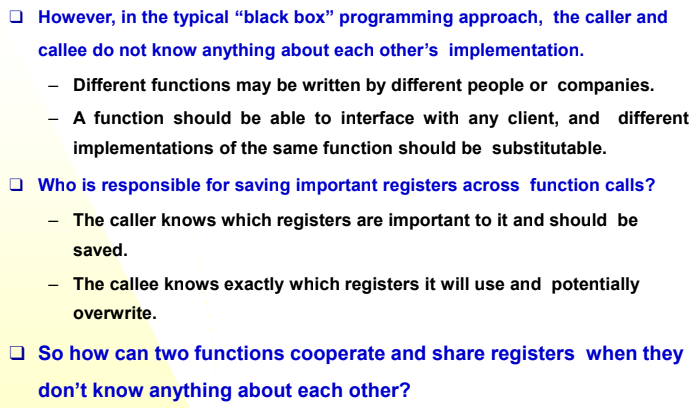 ❑ However, in the typical “black box” programming approach, the caller and
callee do not know anything about each other’s implementation.
– Different functions may be written by different people or companies.
– A function should be able to interface with any client, and different
implementations of the same function should be substitutable.
❑ Who is responsible for saving important registers across function calls?
– The caller knows which registers are important to it and should be
saved.
– The callee knows exactly which registers it will use and potentially
overwrite.
❑ So how can two functions cooperate and share registers when they
don’t know anything about each other?